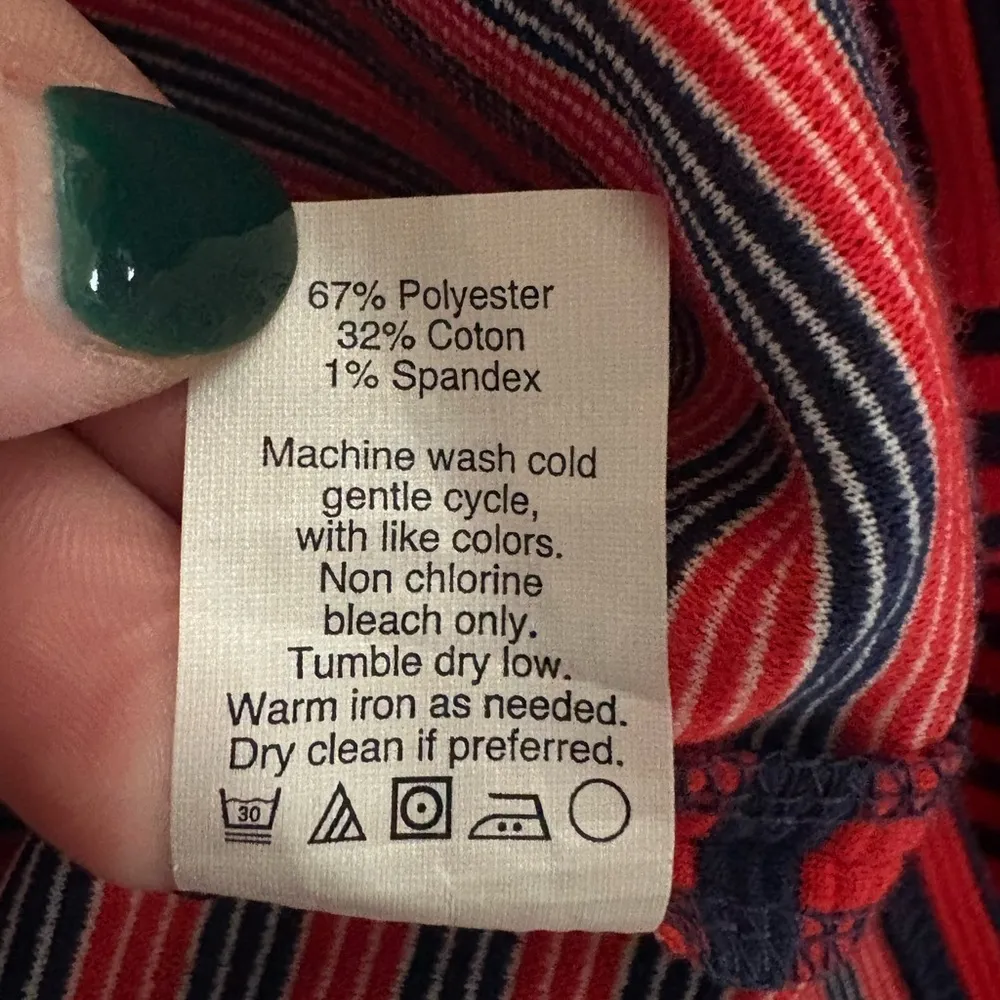 67% Polyester
32% Coton
1% Spandex
Machine wash cold
gentle cycle,
with like colors.
Non chlorine
bleach only.
Tumble dry low.
Warm iron as needed.
Dry clean if preferred.
30